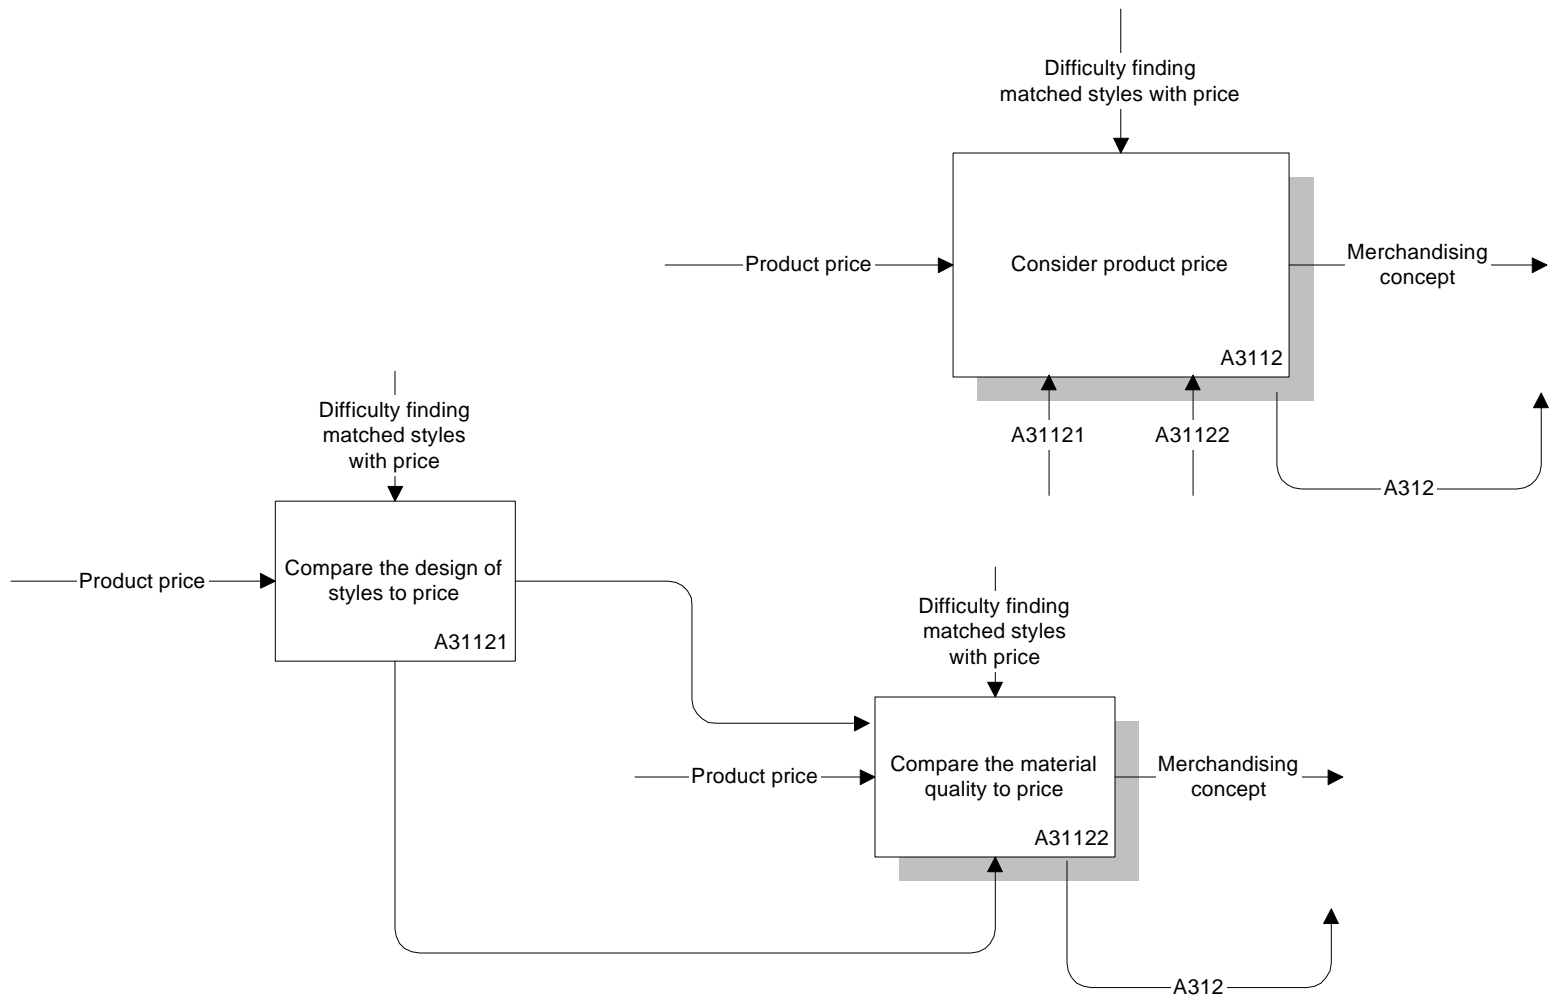 Difficulty finding
matched styles with price
Product price
Consider product price
Merchandising
concept
A3112
A31121
A31122
A312
Difficulty finding
matched styles
with price
Product price
Compare the design of
styles to price
A31121
Difficulty finding
matched styles
with price
Product price
Compare the material
quality to price
Merchandising
concept
A31122
A312